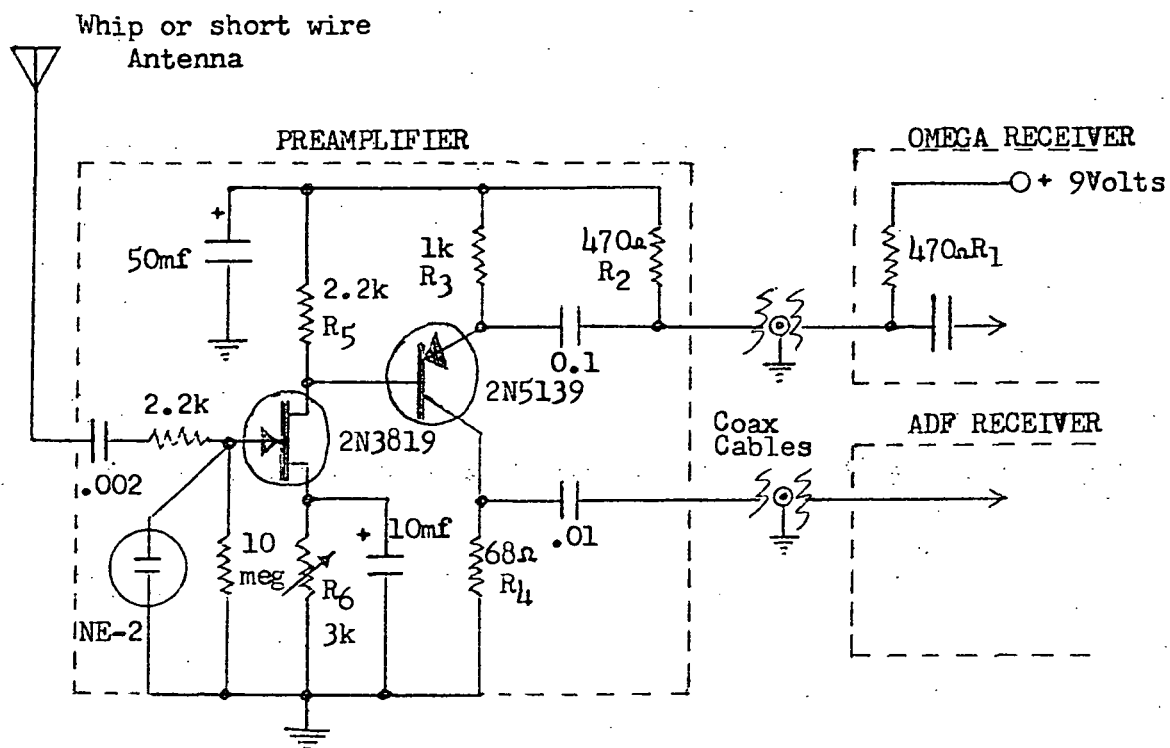 Whip or short wire
Antenna
PREAMPLIFIER
OMEGA RECEIVER
+ 9Volts
+
50mf
2.2k
R5
1k
R3
470Ω
R2
470ΩR1
0.1
2N5139
2.2k
2N3819
.002
Coax
Cables
ADF RECEIVER
10
meg
+
10mf
R6
3k
68Ω
R4
.01
NE-2